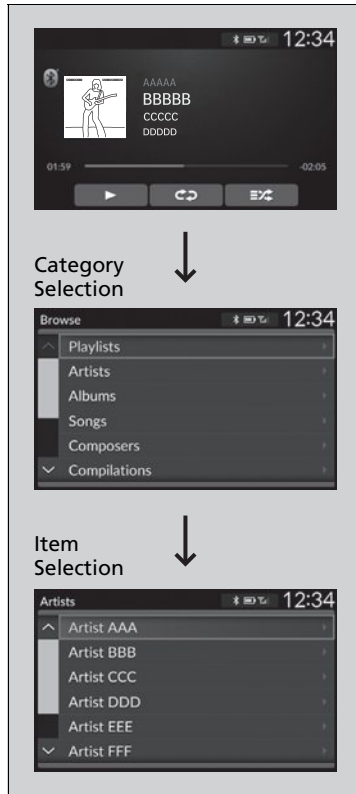 12:34
AAAAA
BBBBB
CCCCC
DDDDD
01:59 -02:05
Category
Selection
Browse 12:34
Playlists
Artists
Albums
Songs
Composers
Compilations
Item
Selection
Artists 12:34
Artist AAA
Artist BBB
Artist CCC
Artist DDD
Artist EEE
Artist FFF